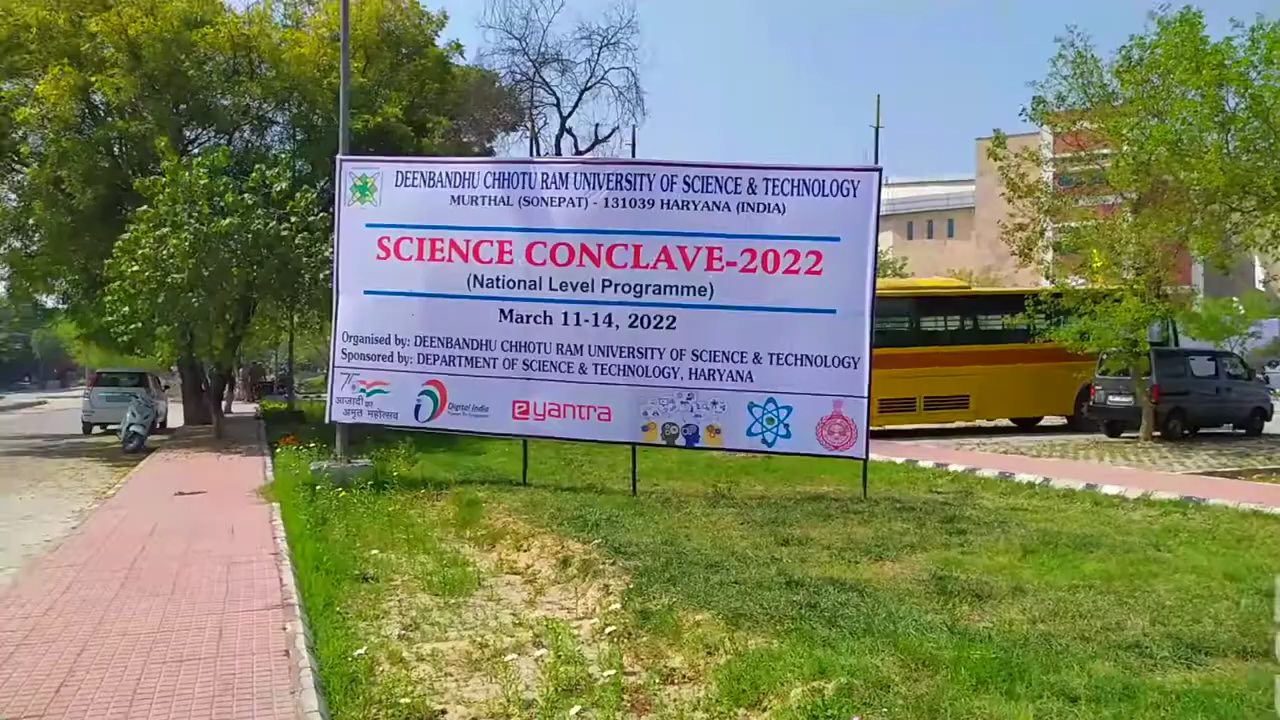 DEENBANDHU CHHOTU RAM UNIVERSITY OF SCIENCE & TECHNOLOGY
MURTHAL (SONEPAT) - 131039 HARYANA (INDIA)
SCIENCE CONCLAVE-2022
(National Level Programme)
March 11-14, 2022
Organised by: DEENBANDHU CHHOTU RAM UNIVERSITY OF SCIENCE & TECHNOLOGY
Sponsored by: DEPARTMENT OF SCIENCE & TECHNOLOGY, HARYANA
75
आज़ादी का
अमृत महोत्सव
Digital India
eyantra